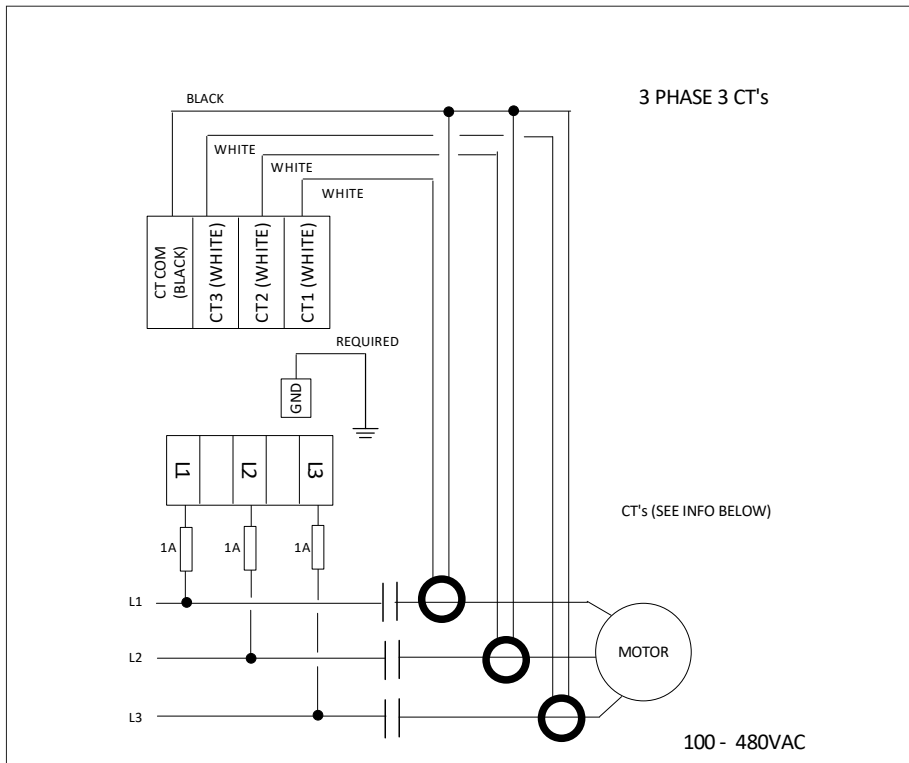 BLACK
3 PHASE 3 CT's
WHITE
WHITE
WHITE
CT COM
(BLACK)
CT3 (WHITE)
CT2 (WHITE)
CT1 (WHITE)
REQUIRED
GND
L1
L2
L3
CT's (SEE INFO BELOW)
1A
1A
1A
L1
L2
MOTOR
L3
100 - 480VAC